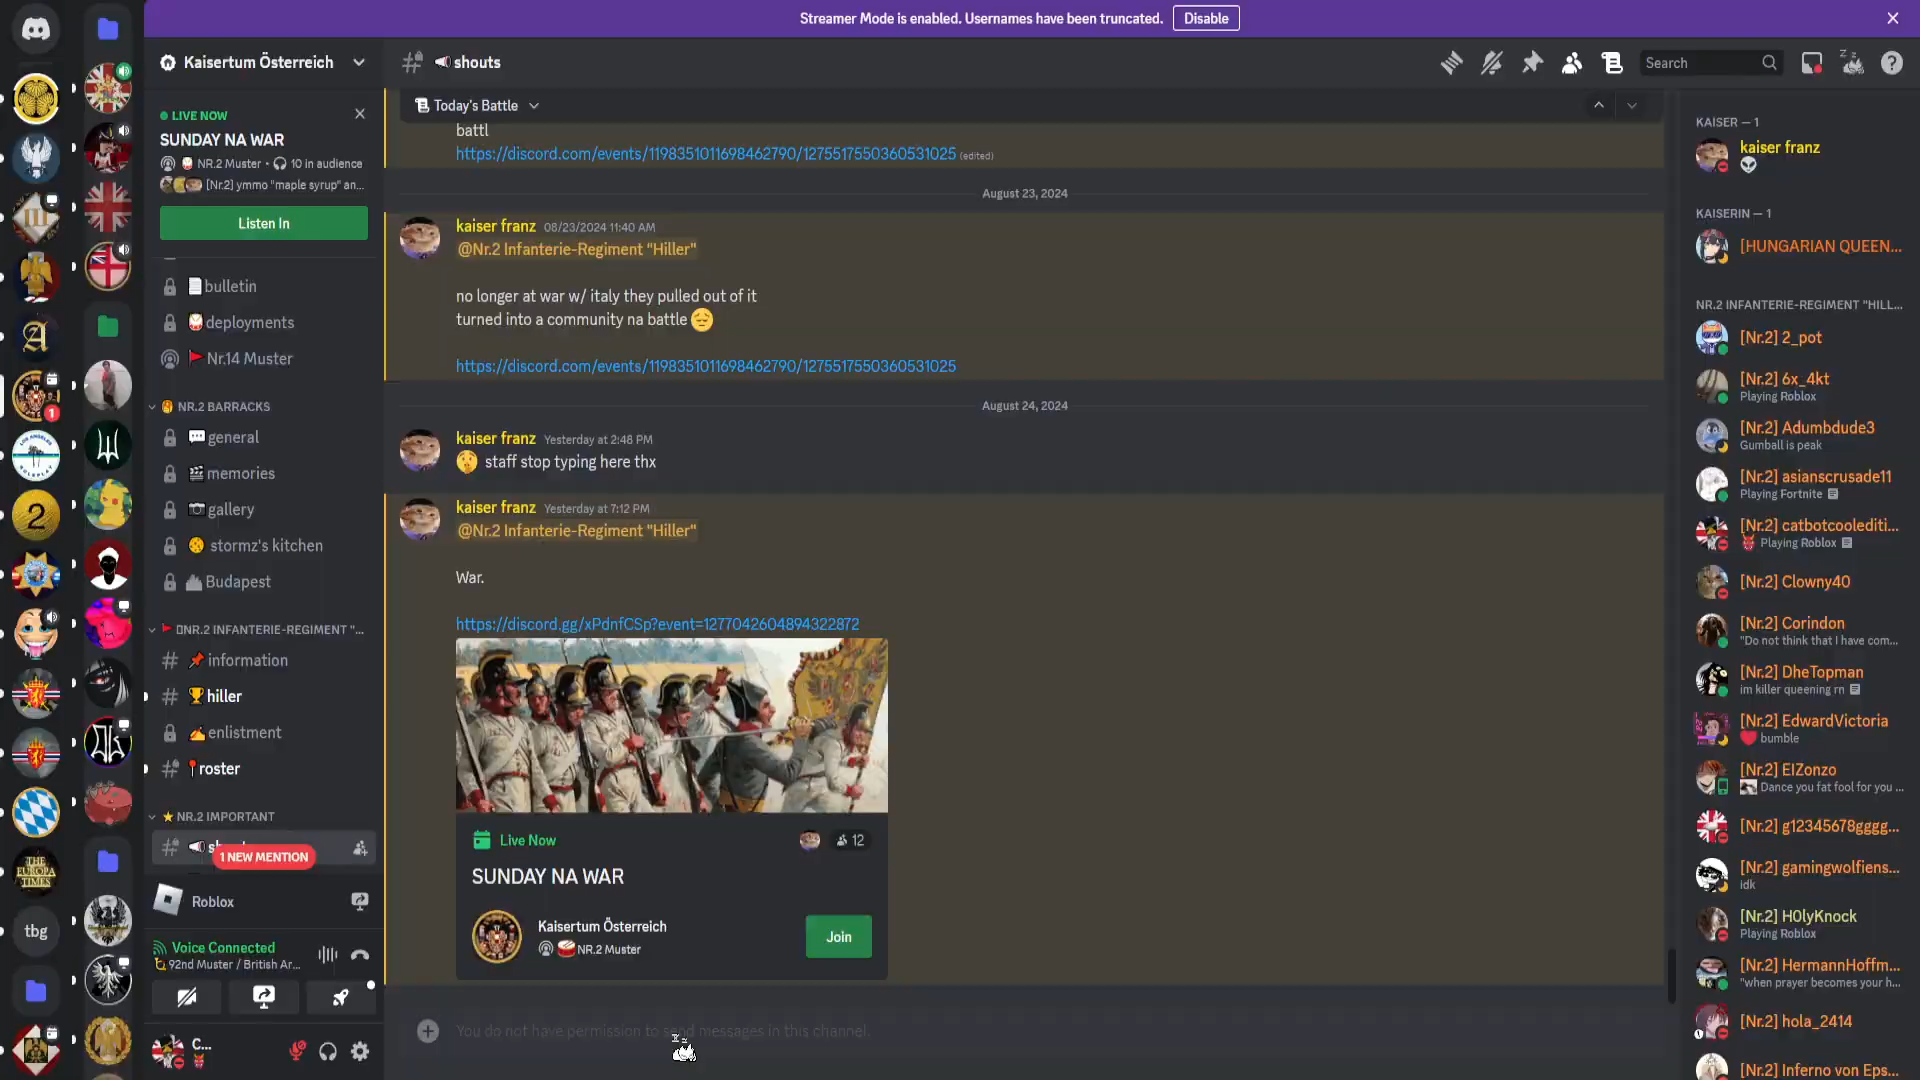 Streamer Mode is enabled. Usernames have been truncated.
Disable
Kaisertum Österreich
shouts
Search
LIVE NOW
SUNDAY NA WAR
NR.2 Muster • 10 in audience
[Nr.2] ymmo "maple syrup" an...
Listen In
bulletin
deployments
Nr.14 Muster
NR.2 BARRACKS
general
memories
gallery
stormz's kitchen
Budapest
NR.2 INFANTERIE-REGIMENT "...
information
hiller
enlistment
roster
NR.2 IMPORTANT
1 NEW MENTION
Roblox
Voice Connected
92nd Muster / British Ar...
C...
Today's Battle
battl
https://discord.com/events/1198351011698462790/1275517550360531025 (edited)
August 23, 2024
kaiser franz 08/23/2024 11:40 AM
@Nr.2 Infanterie-Regiment "Hiller"
no longer at war w/ italy they pulled out of it
turned into a community na battle
https://discord.com/events/1198351011698462790/1275517550360531025
August 24, 2024
kaiser franz Yesterday at 2:48 PM
staff stop typing here thx
kaiser franz Yesterday at 7:12 PM
@Nr.2 Infanterie-Regiment "Hiller"
War.
https://discord.gg/xPdnfCSp?event=1277042604894322872
Live Now
12
SUNDAY NA WAR
Kaisertum Österreich
NR.2 Muster
Join
You do not have permission to send messages in this channel.
KAISER — 1
kaiser franz
KAISERIN — 1
[HUNGARIAN QUEEN...
NR.2 INFANTERIE-REGIMENT "HILL...
[Nr.2] 2_pot
[Nr.2] 6x_4kt
Playing Roblox
[Nr.2] Adumbdude3
Gumball is peak
[Nr.2] asianscrusade11
Playing Fortnite
[Nr.2] catbotcoolediti...
Playing Roblox
[Nr.2] Clowny40
[Nr.2] Corindon
"Do not think that I have com...
[Nr.2] DheTopman
im killer queening rn
[Nr.2] EdwardVictoria
bumble
[Nr.2] ElZonzo
Dance you fat fool for you ...
[Nr.2] g12345678gggg...
[Nr.2] gamingwolfiens...
idk
[Nr.2] H0lyKnock
Playing Roblox
[Nr.2] HermannHoffm...
"when prayer becomes your h...
[Nr.2] hola_2414
[Nr.2] Inferno von Eps...
III
A
2
THE EUROPA TIMES
tbg
1